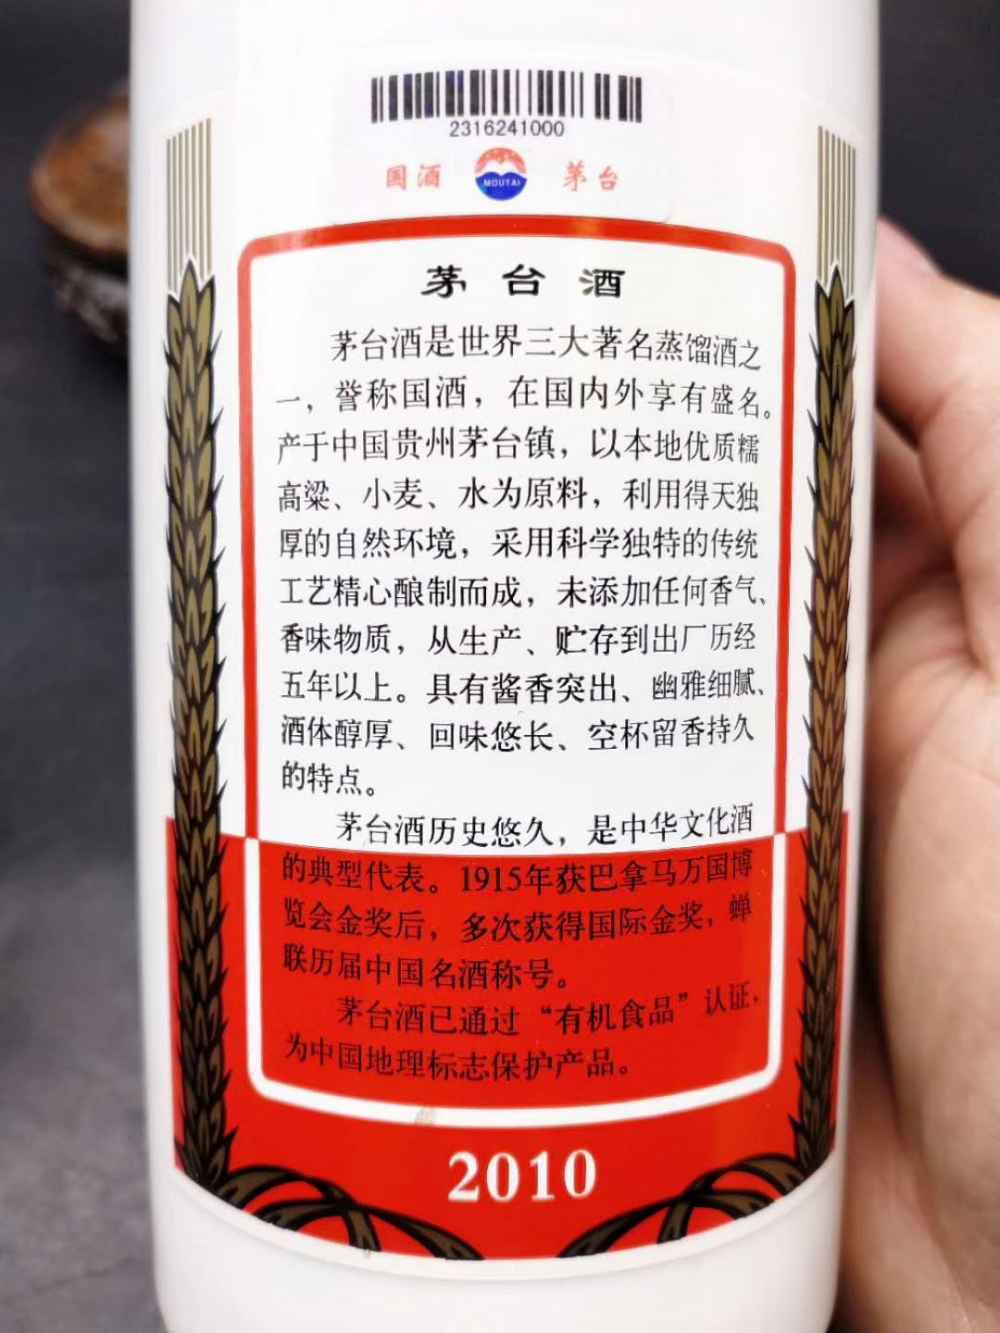 2316241000
国酒 MOUTAI 茅台
茅台酒
茅台酒是世界三大著名蒸馏酒之
一，誉称国酒，在国内外享有盛名。
产于中国贵州茅台镇，以本地优质糯
高粱、小麦、水为原料，利用得天独
厚的自然环境，采用科学独特的传统
工艺精心酿制而成，未添加任何香气、
香味物质，从生产、贮存到出厂历经
五年以上。具有酱香突出、幽雅细腻、
酒体醇厚、回味悠长、空杯留香持久
的特点。
茅台酒历史悠久，是中华文化酒
的典型代表。1915年获巴拿马万国博
览会金奖后，多次获得国际金奖，蝉
联历届中国名酒称号。
茅台酒已通过“有机食品”认证，
为中国地理标志保护产品。
2010